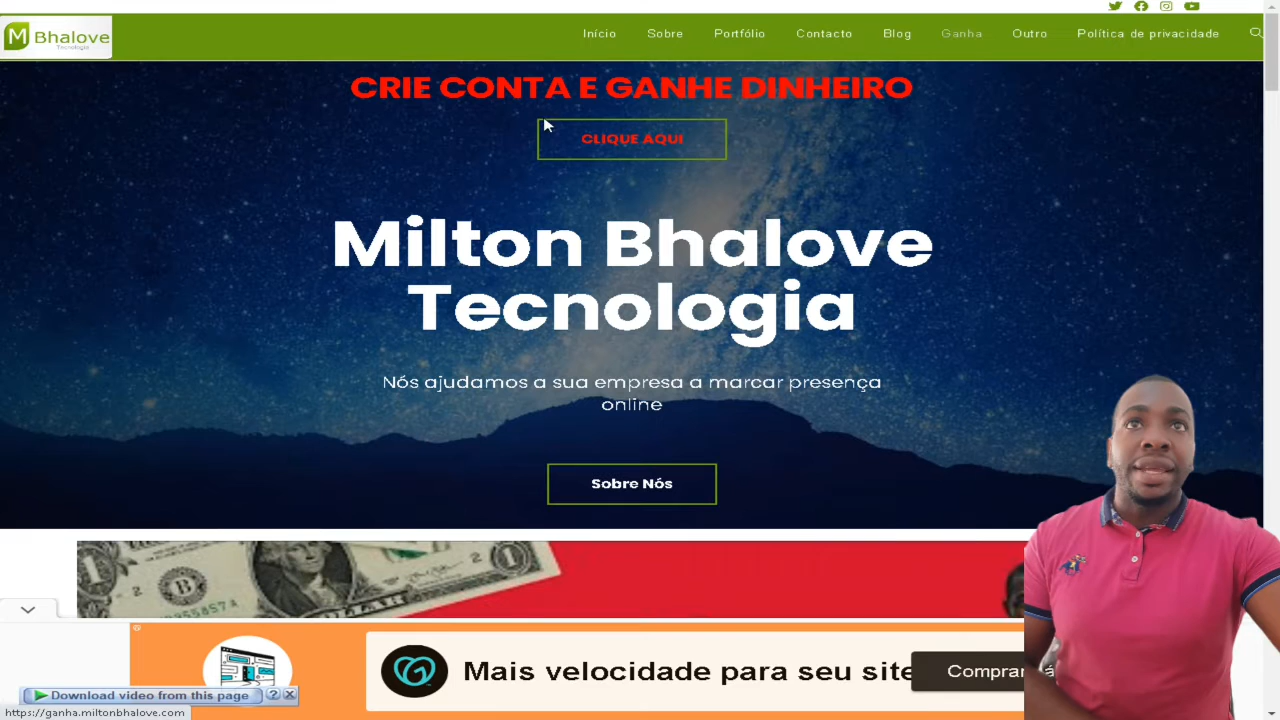 M Bhalove
Tecnologia
Início Sobre Portfólio Contacto Blog Ganha Outro Política de privacidade
CRIE CONTA E GANHE DINHEIRO
CLIQUE AQUI
Milton Bhalove
Tecnologia
Nós ajudamos a sua empresa a marcar presença
online
Sobre Nós
Mais velocidade para seu site
Comprar
Download video from this page ?
https://ganha.miltonbhalove.com